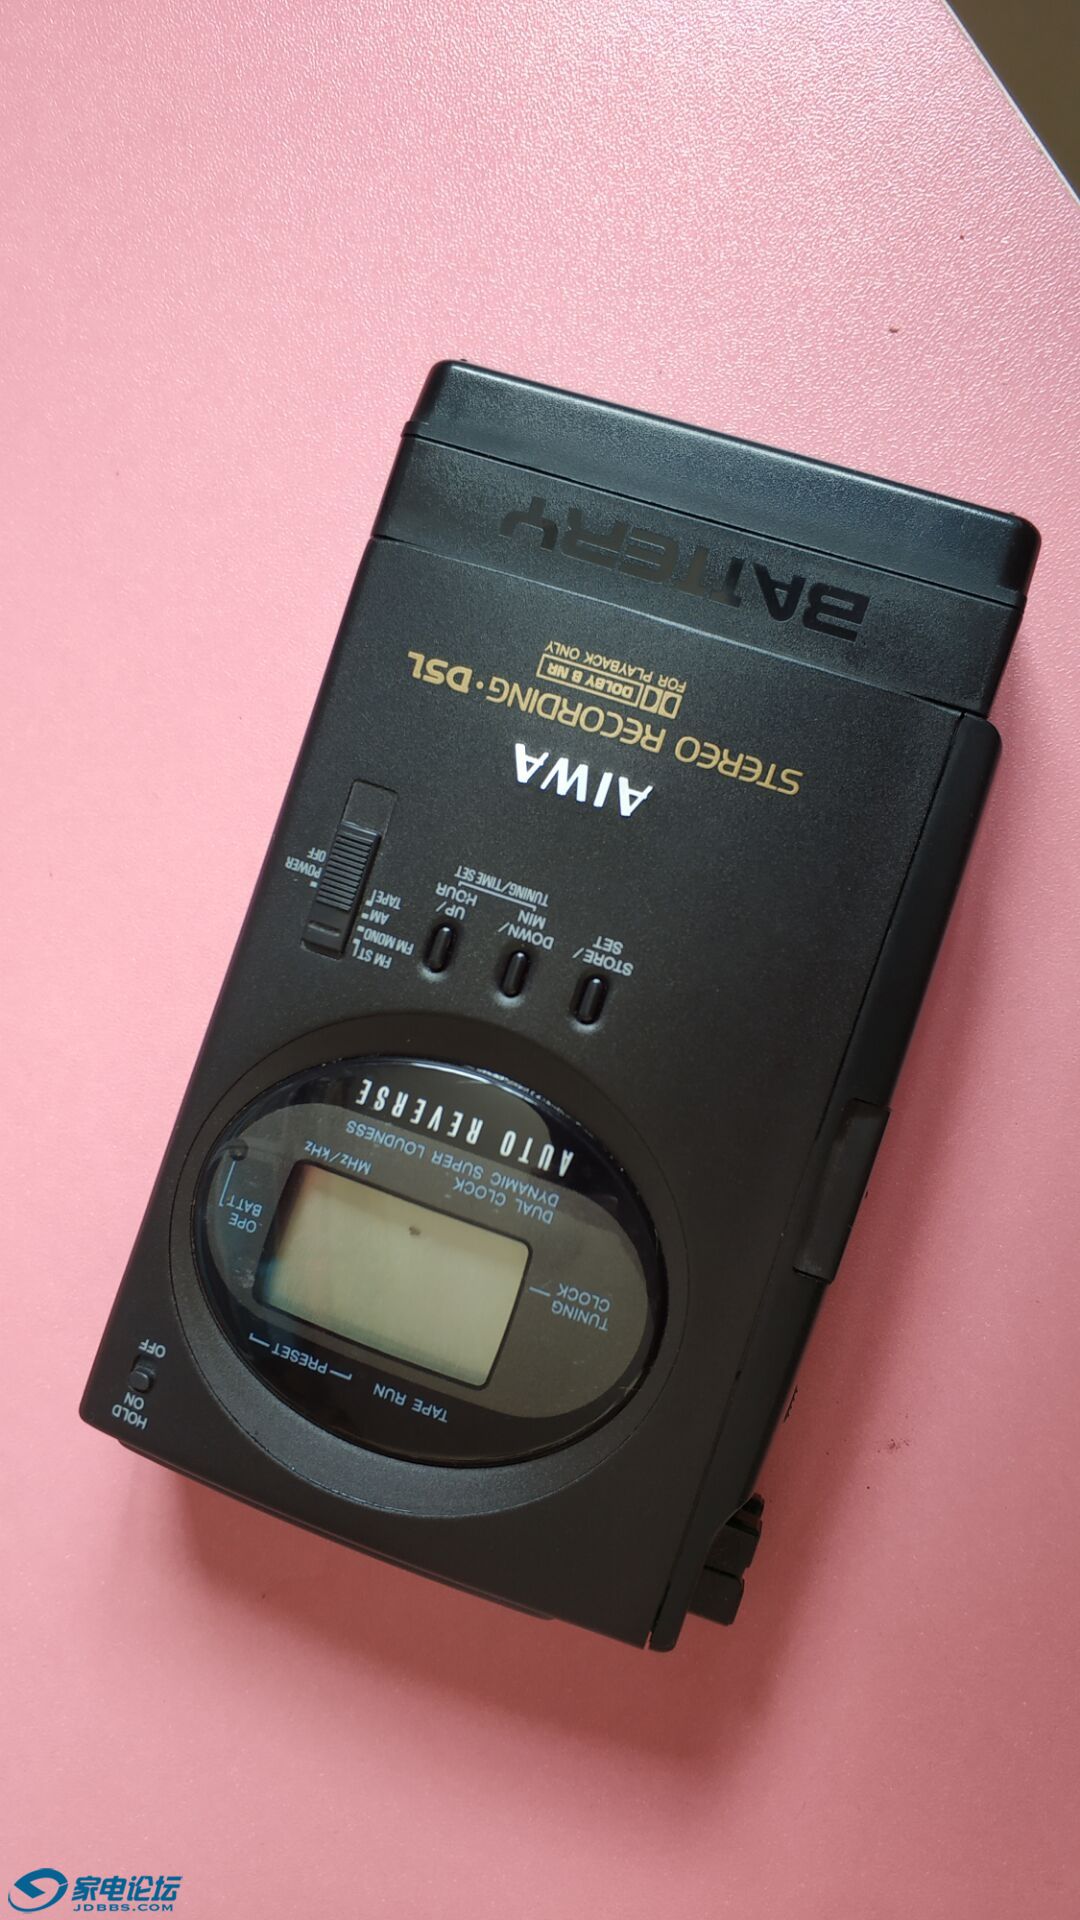 BATTERY
FOR PLAYBACK ONLY
DOLBY B NR
STEREO RECORDING·DSL
AIWA
POWER
OFF
TAPE
AM
FM MONO
FM ST
TUNING/TIME SET
UP/
HOUR
DOWN/
MIN
STORE/
SET
AUTO REVERSE
DYNAMIC SUPER LOUDNESS
DUAL CLOCK
MHz/kHz
OPE
BATT
TUNING
CLOCK
PRESET
TAPE RUN
OFF
ON
HOLD
家电论坛
JDBBS.COM